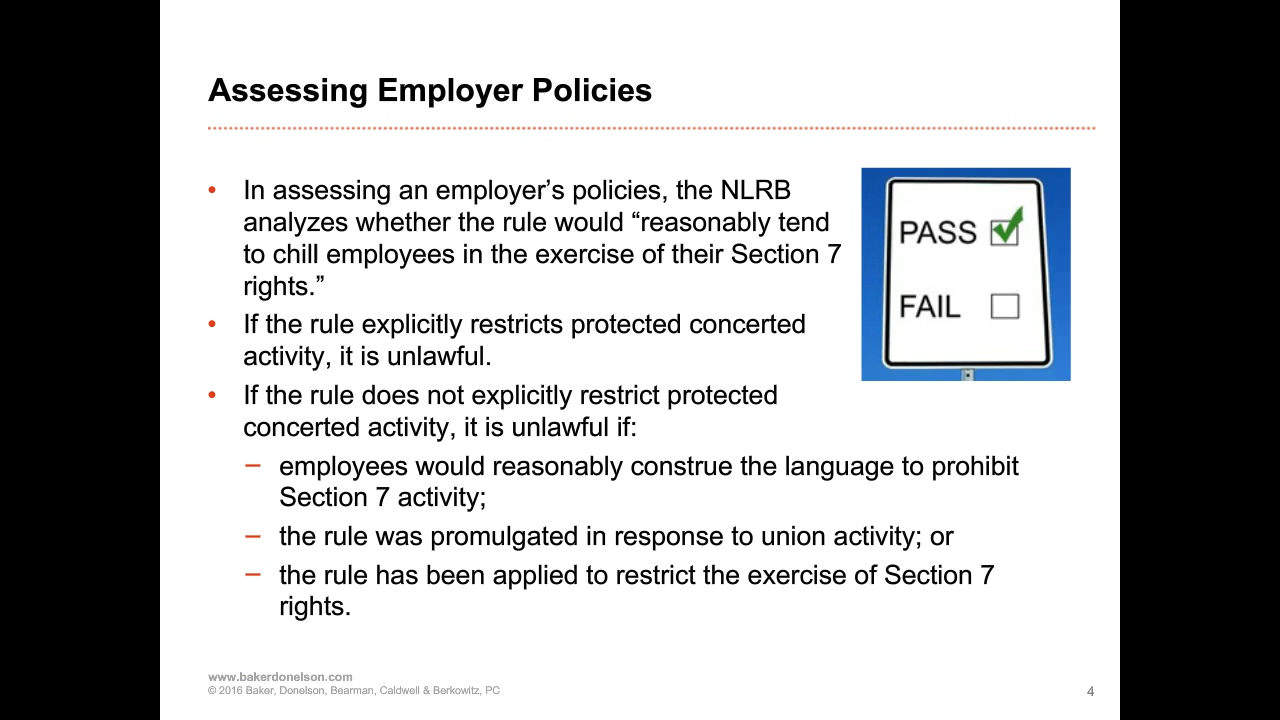 Assessing Employer Policies
• In assessing an employer’s policies, the NLRB
analyzes whether the rule would “reasonably tend
to chill employees in the exercise of their Section 7
rights.”
• If the rule explicitly restricts protected concerted
activity, it is unlawful.
• If the rule does not explicitly restrict protected
concerted activity, it is unlawful if:
– employees would reasonably construe the language to prohibit
Section 7 activity;
– the rule was promulgated in response to union activity; or
– the rule has been applied to restrict the exercise of Section 7
rights.
PASS
FAIL
www.bakerdonelson.com
© 2016 Baker, Donelson, Bearman, Caldwell & Berkowitz, PC
4